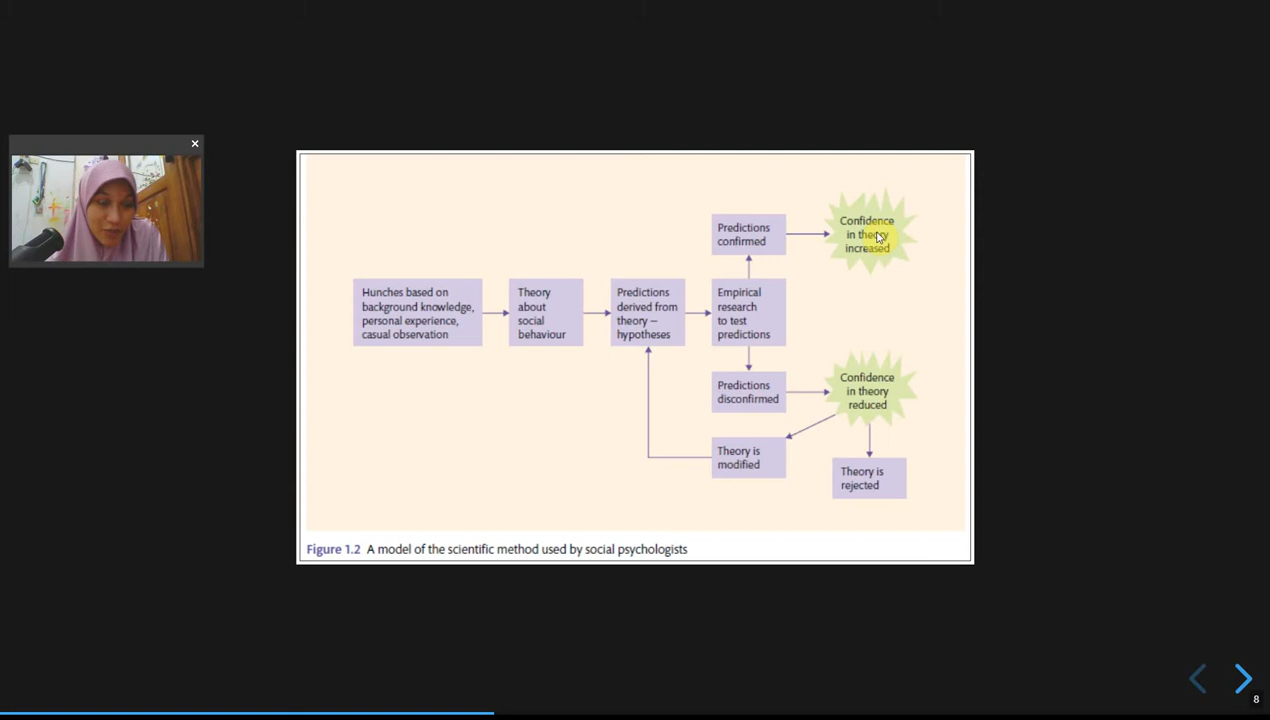 Hunches based on
background knowledge,
personal experience,
casual observation
Theory
about
social
behaviour
Predictions
derived from
theory –
hypotheses
Empirical
research
to test
predictions
Predictions
confirmed
Confidence
in theory
increased
Predictions
disconfirmed
Confidence
in theory
reduced
Theory is
modified
Theory is
rejected
Figure 1.2 A model of the scientific method used by social psychologists
8